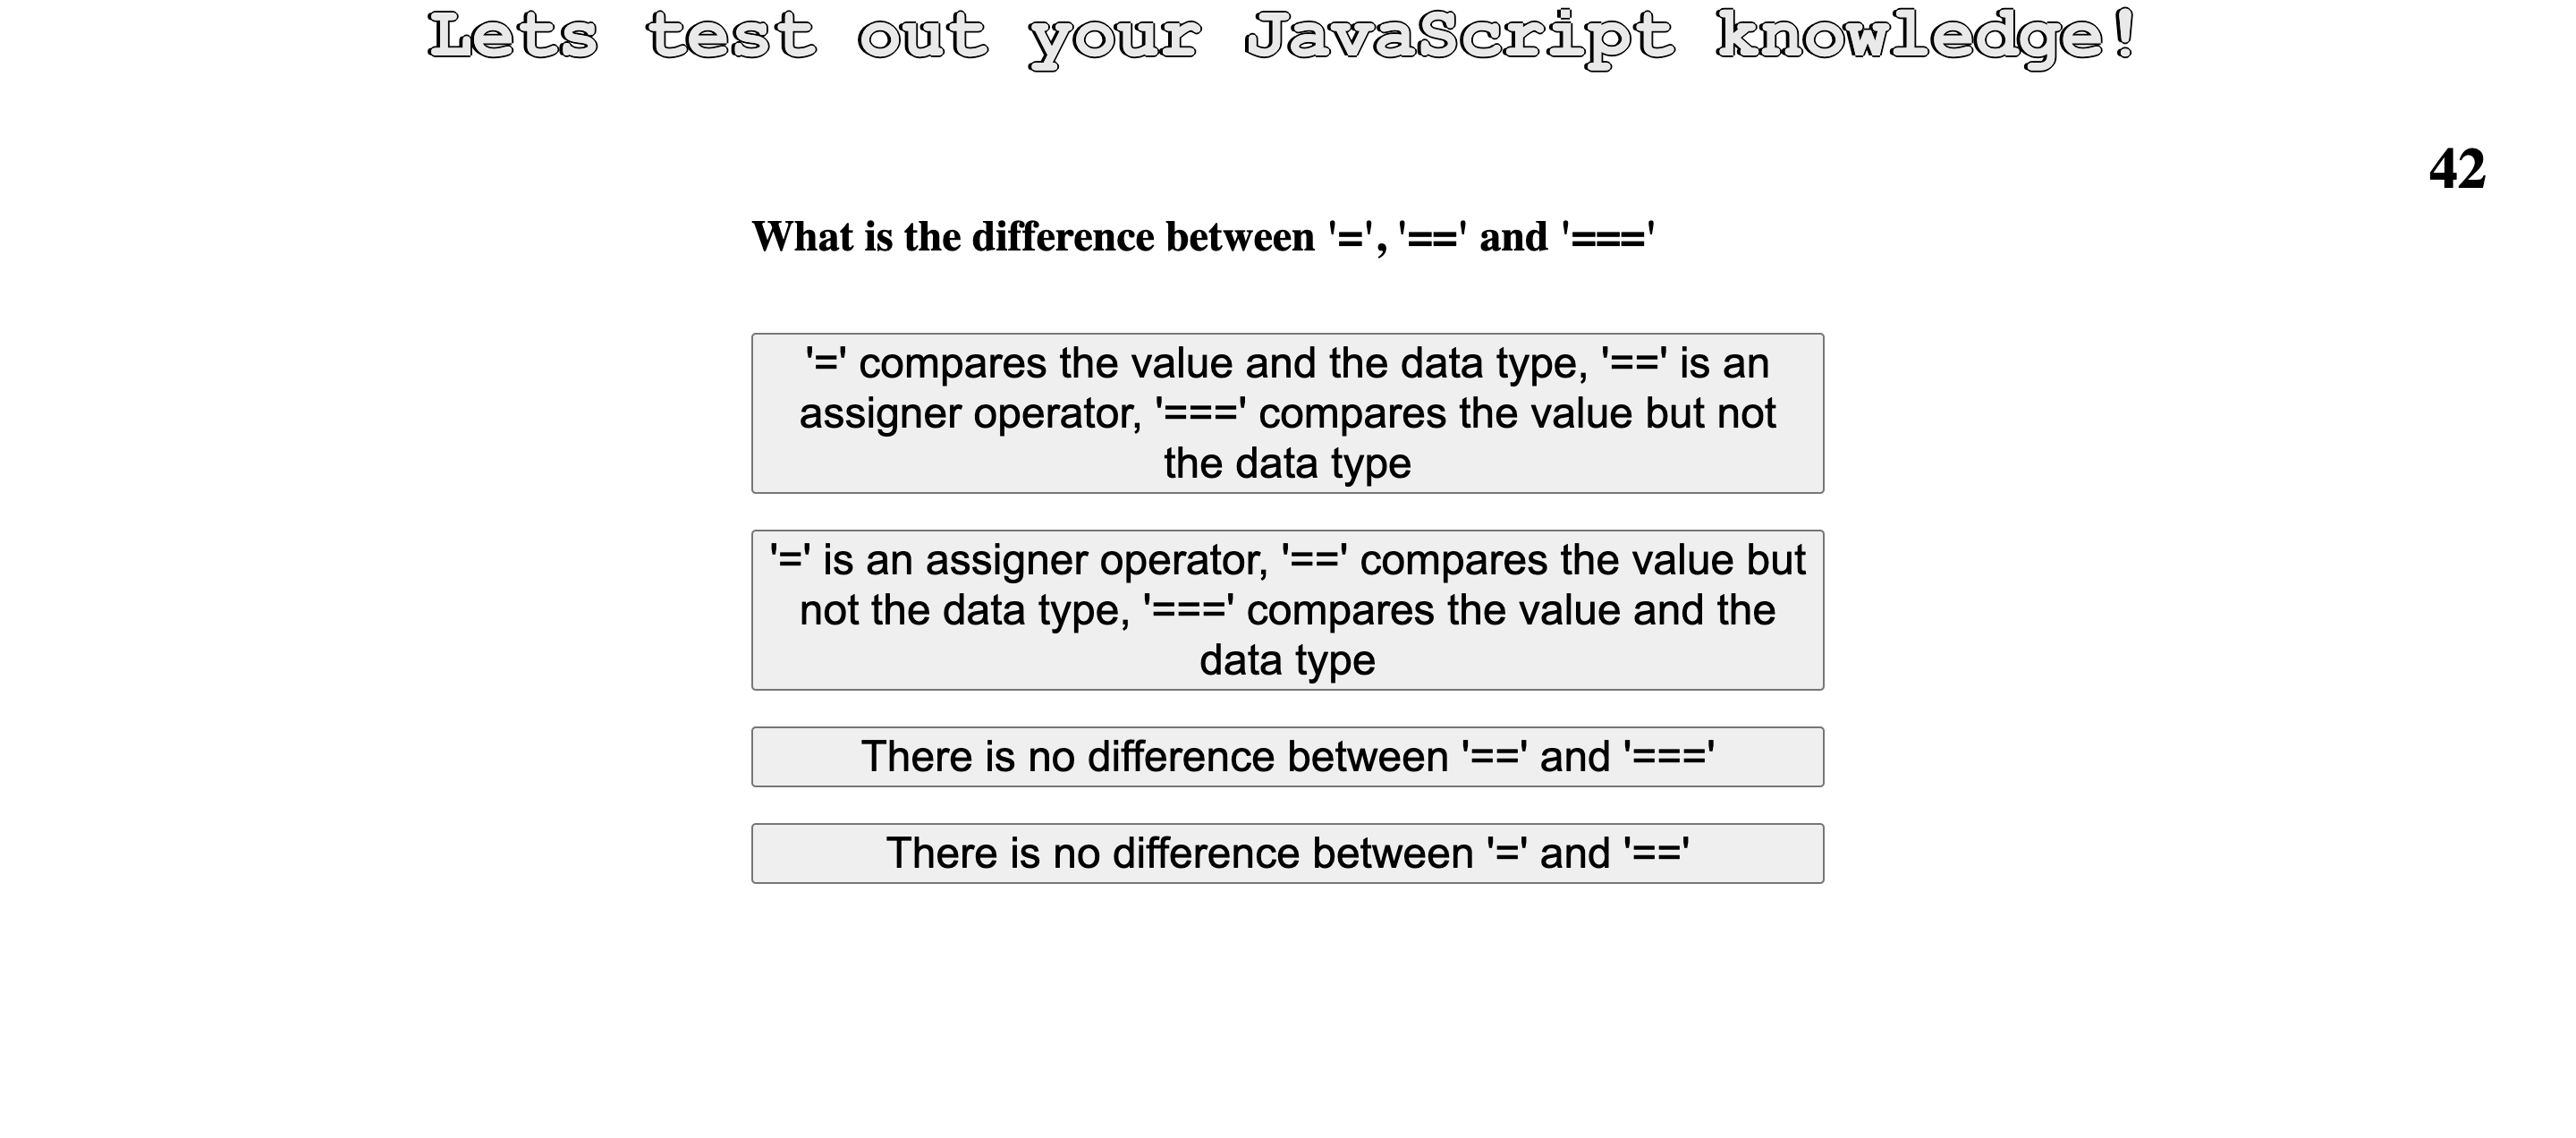 Lets test out your JavaScript knowledge!
42
What is the difference between '=', '==' and '==='
'=' compares the value and the data type, '==' is an
assigner operator, '===' compares the value but not
the data type
'=' is an assigner operator, '==' compares the value but
not the data type, '===' compares the value and the
data type
There is no difference between '==' and '==='
There is no difference between '=' and '=='